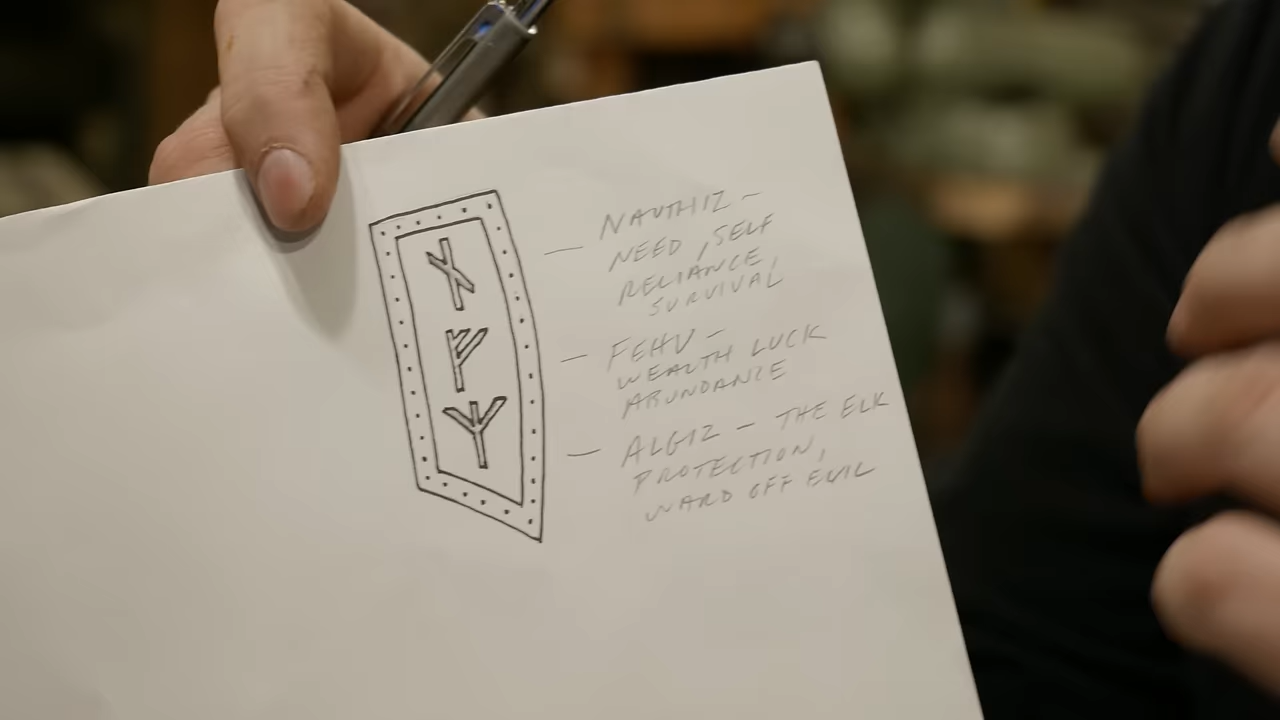 ᚾ
ᚠ
ᛉ
NAUTHIZ —
NEED, SELF
RELIANCE,
SURVIVAL
FEHU —
WEALTH LUCK
ABUNDANCE
ALGIZ — THE ELK
PROTECTION,
WARD OFF EVIL